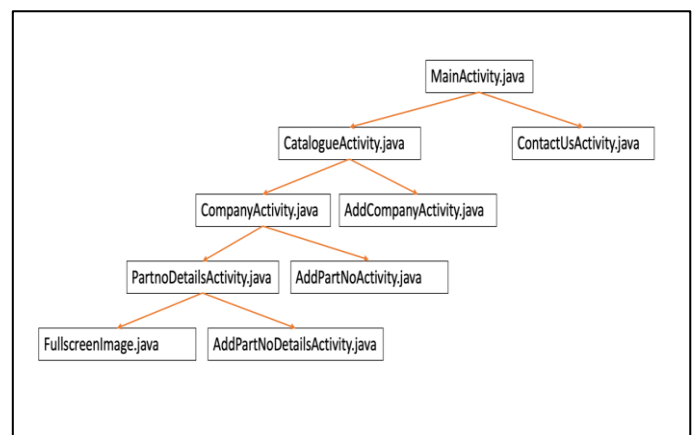 MainActivity.java
CatalogueActivity.java
ContactUsActivity.java
CompanyActivity.java
AddCompanyActivity.java
PartnoDetailsActivity.java
AddPartNoActivity.java
FullscreenImage.java
AddPartNoDetailsActivity.java